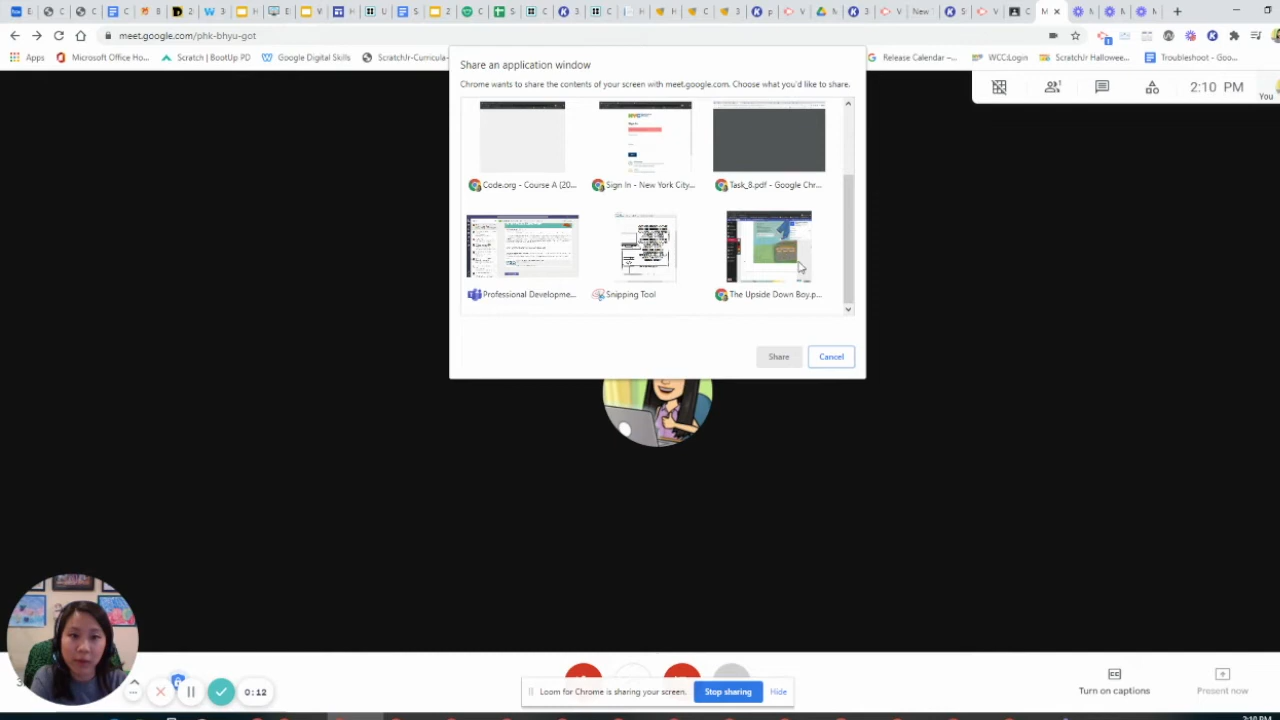 meet.google.com/phk-bhyu-got
Apps
Microsoft Office Ho...
Scratch | BootUp PD
Google Digital Skills
ScratchJr-Curricula-
Release Calendar –...
WCC:Login
ScratchJr Hallowee...
Troubleshoot - Goo...
Share an application window
Chrome wants to share the contents of your screen with meet.google.com. Choose what you'd like to share.
2:10 PM
You
Code.org - Course A (20...
Sign In - New York City...
Task_8.pdf - Google Chr...
Professional Developme...
Snipping Tool
The Upside Down Boy.p...
Share
Cancel
0:12
Loom for Chrome is sharing your screen.
Stop sharing
Hide
Turn on captions
Present now